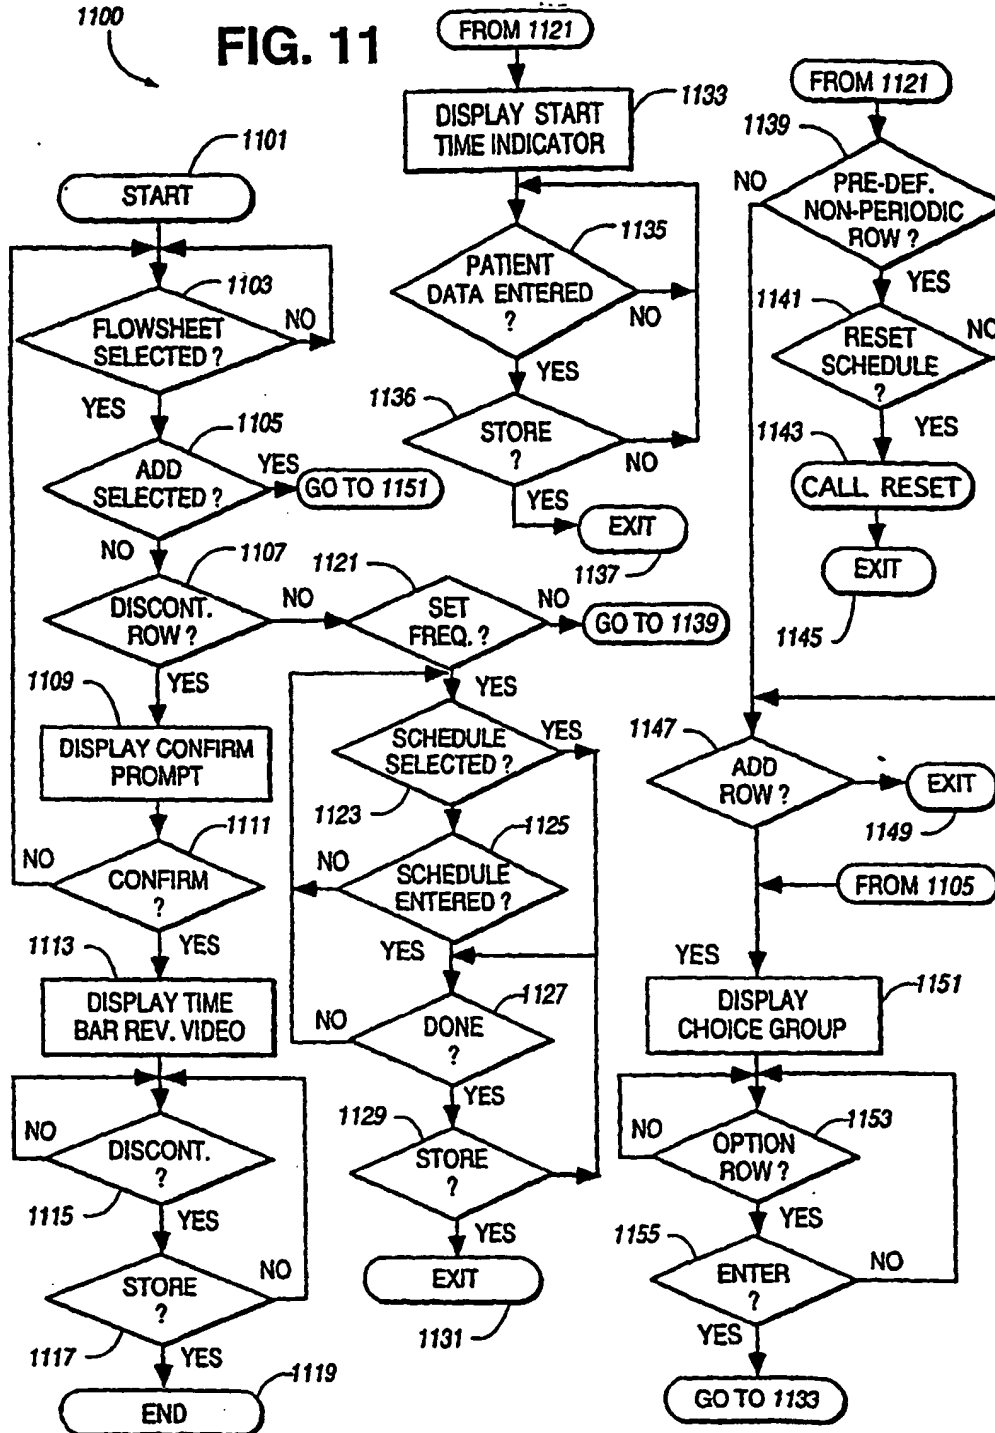 1100
FIG. 11
1101
START
1103
FLOWSHEET
SELECTED ?
NO
YES
1105
ADD
SELECTED ?
YES
GO TO 1151
NO
1107
DISCONT.
ROW ?
NO
YES
1109
DISPLAY CONFIRM
PROMPT
1111
NO
CONFIRM
?
YES
1113
DISPLAY TIME
BAR REV. VIDEO
NO
DISCONT.
?
1115
YES
STORE
?
NO
1117
YES
1119
END
FROM 1121
1133
DISPLAY START
TIME INDICATOR
1135
PATIENT
DATA ENTERED
?
NO
YES
1136
STORE
?
NO
YES
EXIT
1137
1121
SET
FREQ. ?
NO
GO TO 1139
YES
SCHEDULE
SELECTED ?
YES
1123
1125
NO
SCHEDULE
ENTERED ?
YES
1127
NO
DONE
?
YES
1129
STORE
?
YES
EXIT
1131
FROM 1121
1139
NO
PRE-DEF.
NON-PERIODIC
ROW ?
YES
1141
NO
RESET
SCHEDULE
?
YES
1143
CALL RESET
EXIT
1145
1147
ADD
ROW ?
EXIT
1149
FROM 1105
YES
1151
DISPLAY
CHOICE GROUP
1153
NO
OPTION
ROW ?
YES
1155
ENTER
?
NO
YES
GO TO 1133